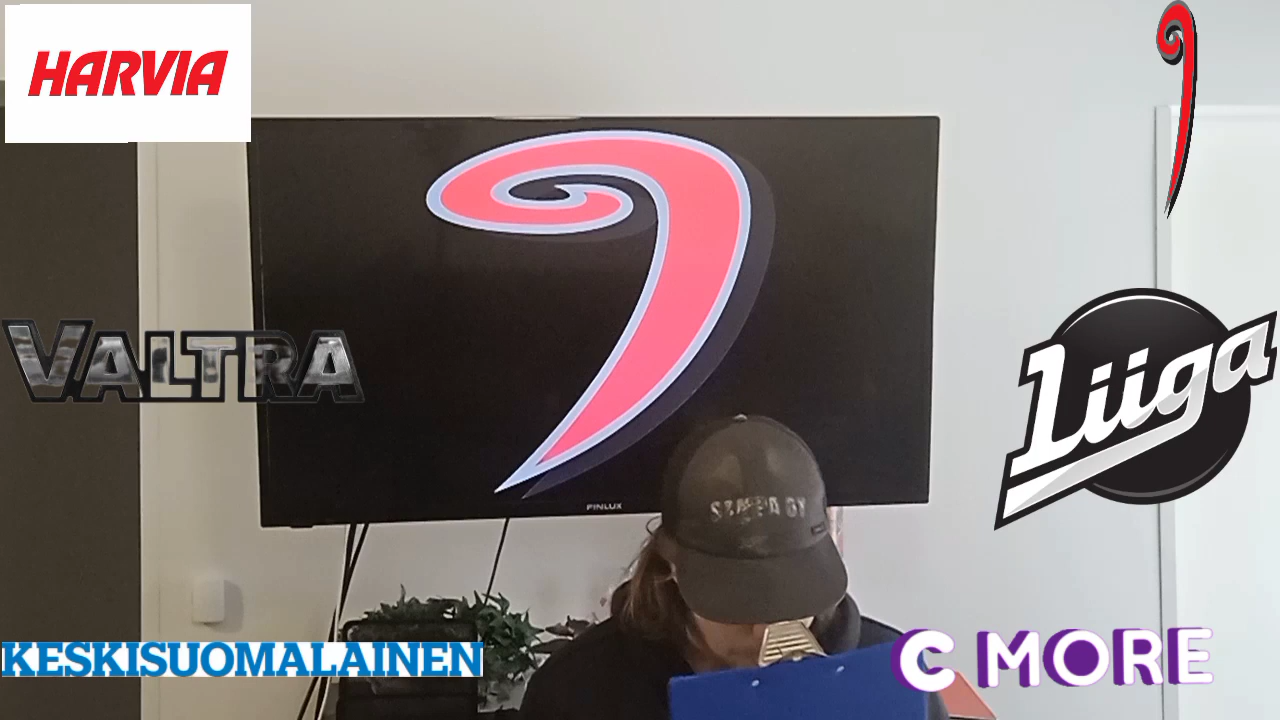 HARVIA
VALTRA
Liiga
FINLUX
KESKISUOMALAINEN
C MORE